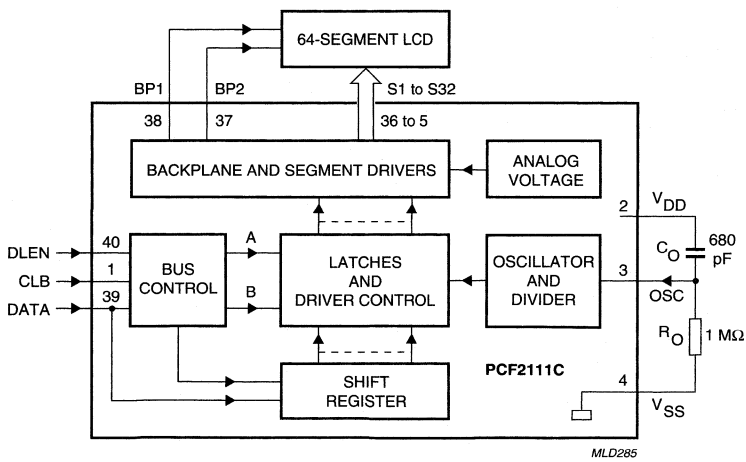 64-SEGMENT LCD
BP1
BP2
S1 to S32
38
37
36 to 5
BACKPLANE AND SEGMENT DRIVERS
ANALOG
VOLTAGE
2
VDD
DLEN
40
CLB
1
DATA
39
BUS
CONTROL
A
B
LATCHES
AND
DRIVER CONTROL
OSCILLATOR
AND
DIVIDER
CO
680
pF
3
OSC
RO
1 MΩ
SHIFT
REGISTER
PCF2111C
4
VSS
MLD285